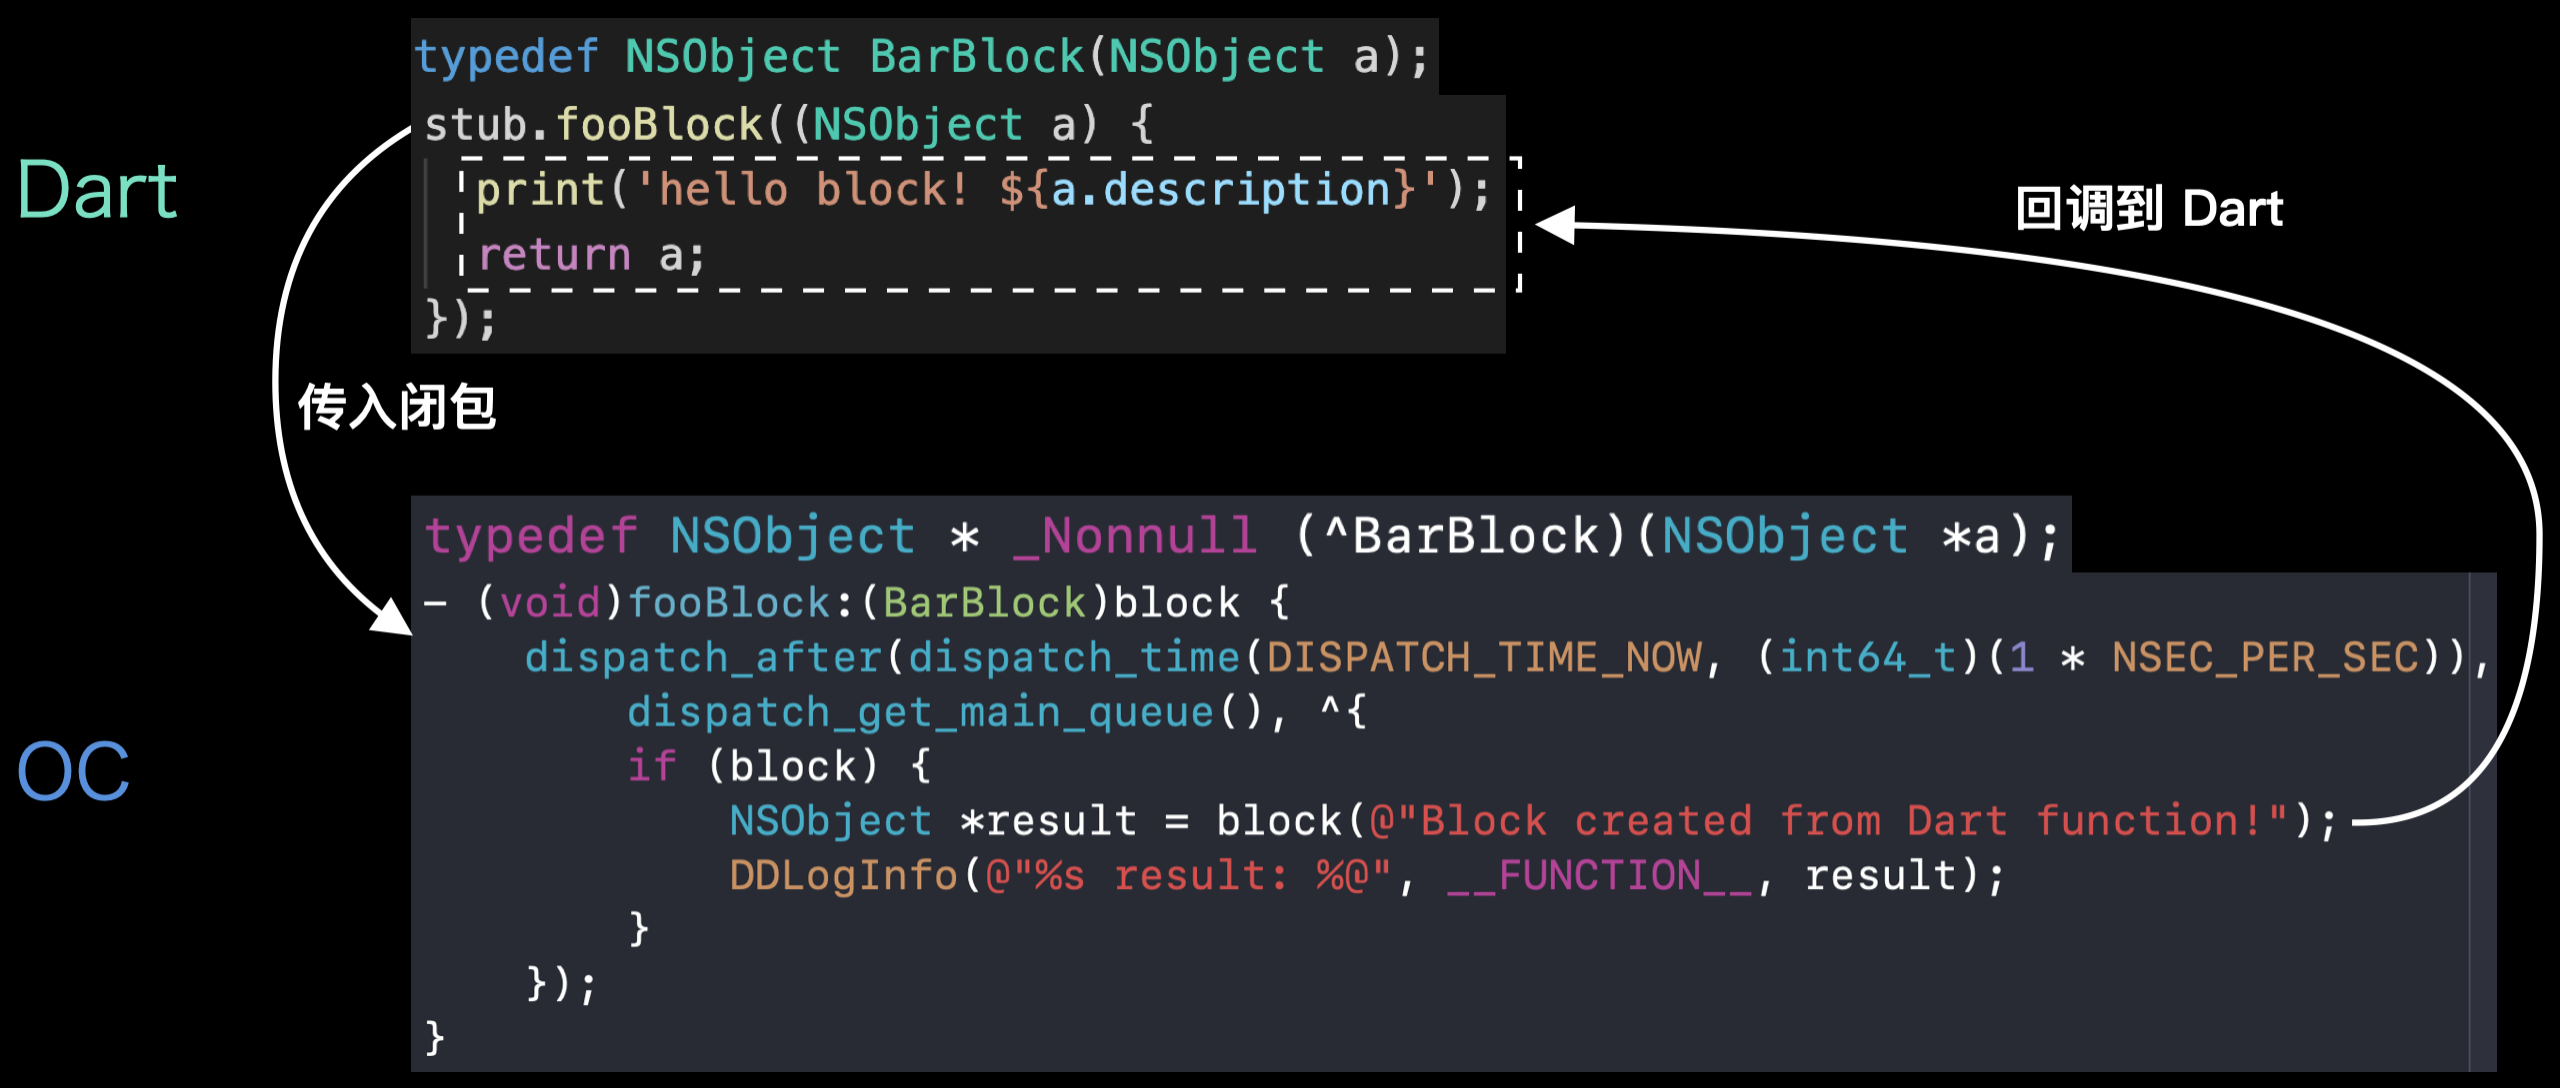 typedef NSObject BarBlock(NSObject a);
stub.fooBlock((NSObject a) {
Dart
print('hello block! ${a.description}');
回调到 Dart
return a;
});
传入闭包
typedef NSObject * _Nonnull (^BarBlock)(NSObject *a);
- (void)fooBlock:(BarBlock)block {
dispatch_after(dispatch_time(DISPATCH_TIME_NOW, (int64_t)(1 * NSEC_PER_SEC)),
dispatch_get_main_queue(), ^{
OC
if (block) {
NSObject *result = block(@"Block created from Dart function!");
DDLogInfo(@"%s result: %@", __FUNCTION__, result);
}
});
}